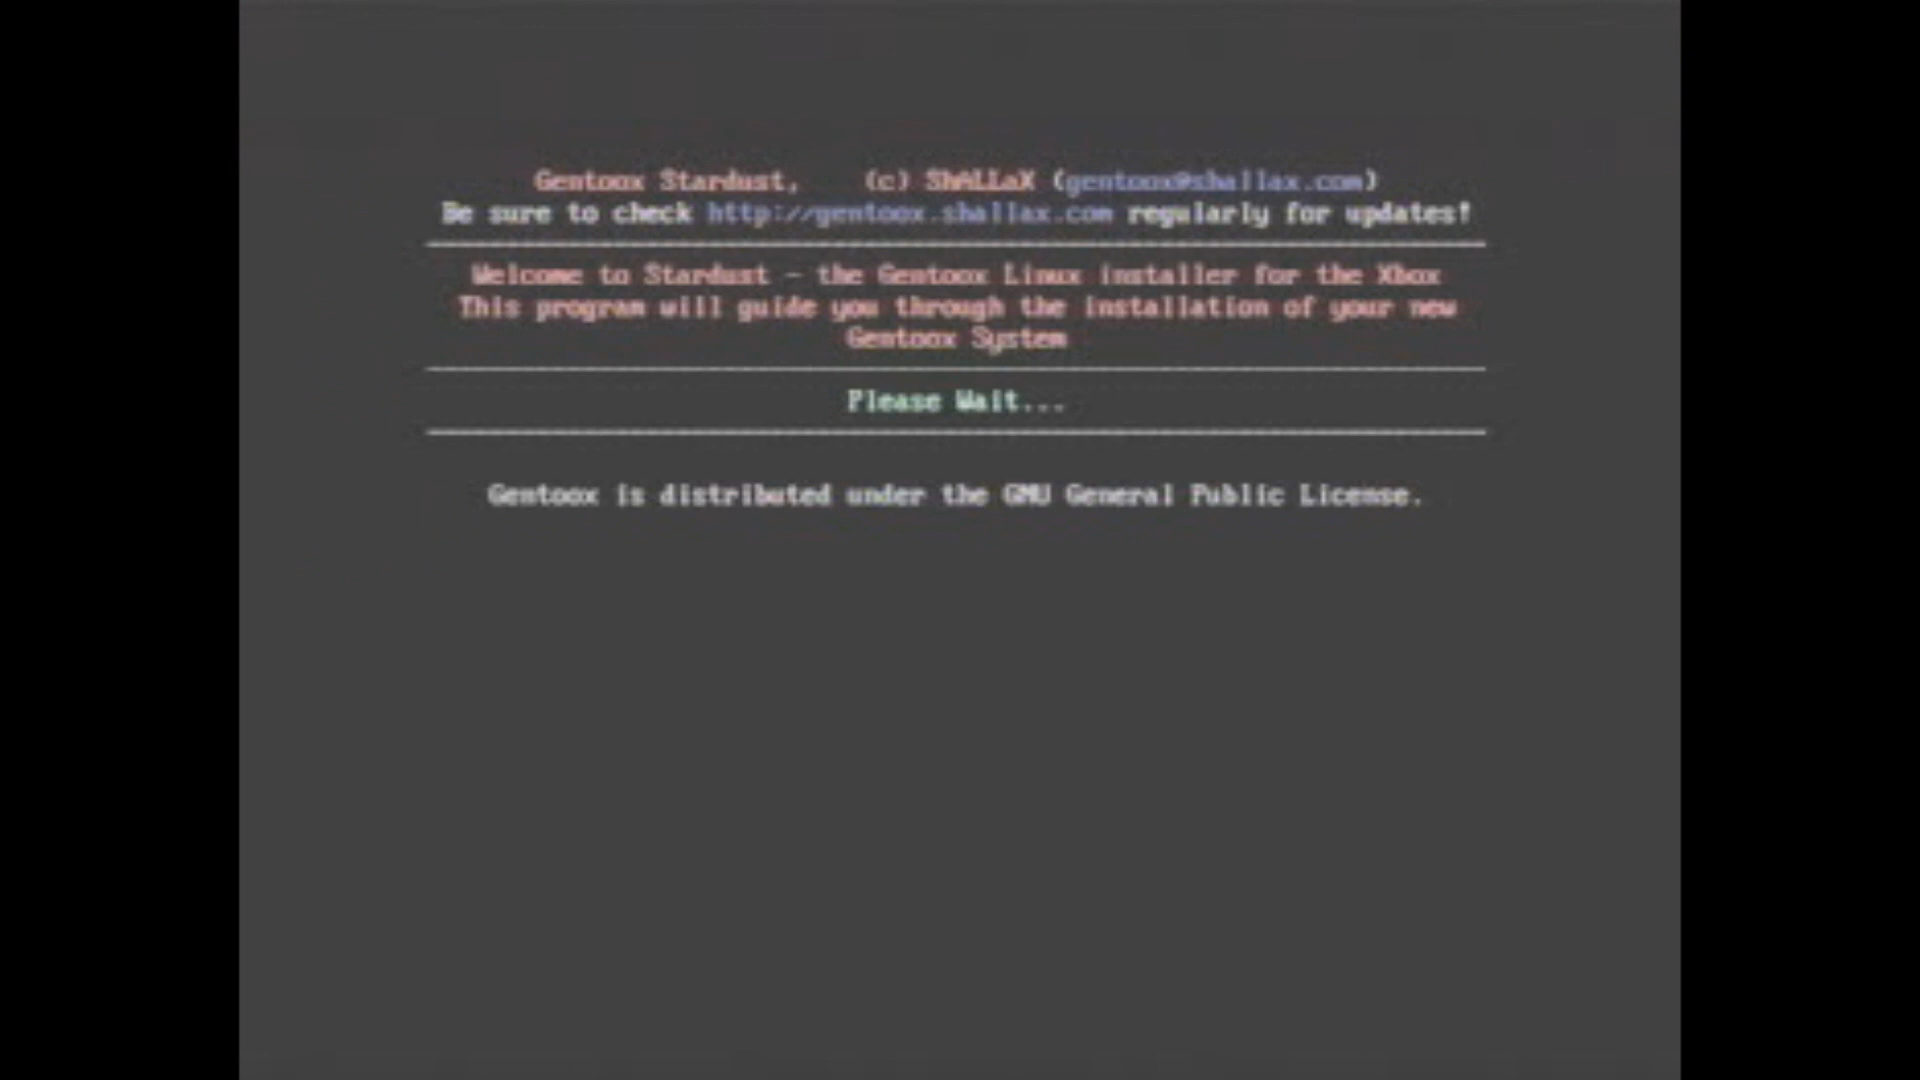 Gentoox Stardust, (c) ShALLaX (gentoox@shallax.com)
Be sure to check http://gentoox.shallax.com regularly for updates!
Welcome to Stardust - the Gentoox Linux installer for the Xbox
This program will guide you through the installation of your new
Gentoox System
Please Wait...
Gentoox is distributed under the GNU General Public License.